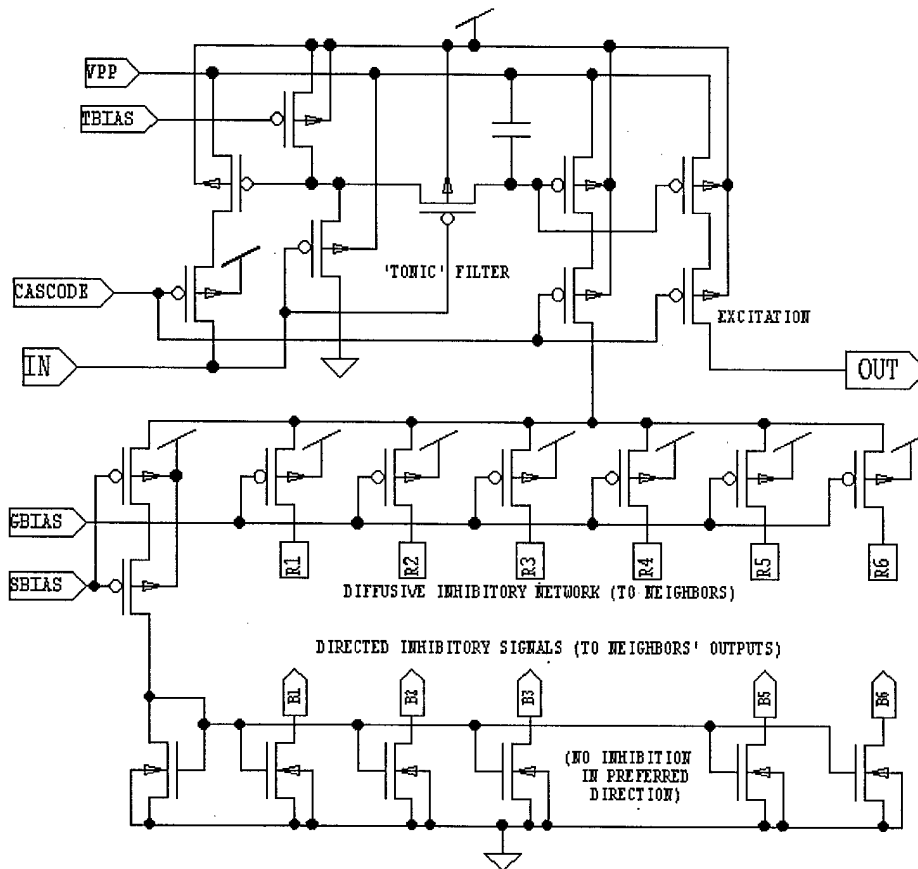 VPP
TBIAS
'TONIC' FILTER
CASCODE
EXCITATION
IN
OUT
GBIAS
SBIAS
R1
R2
R3
R4
R5
R6
DIFFUSIVE INHIBITORY NETWORK (TO NEIGHBORS)
DIRECTED INHIBITORY SIGNALS (TO NEIGHBORS' OUTPUTS)
B1
B2
B3
B5
B6
(NO INHIBITION
IN PREFERRED
DIRECTION)